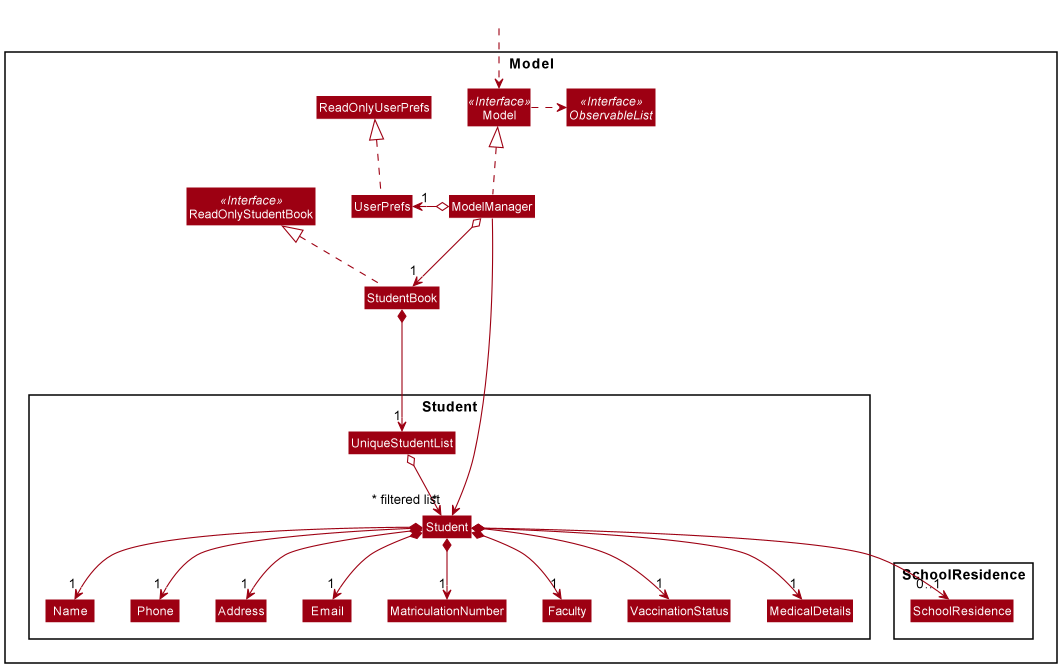 Model
ReadOnlyUserPrefs
«Interface»
Model
«Interface»
ObservableList
«Interface»
ReadOnlyStudentBook
UserPrefs
1
ModelManager
1
StudentBook
Student
1
UniqueStudentList
* filtered list
*
Student
SchoolResidence
1
1
1
1
1
1
1
1
0..1
Name
Phone
Address
Email
MatriculationNumber
Faculty
VaccinationStatus
MedicalDetails
SchoolResidence